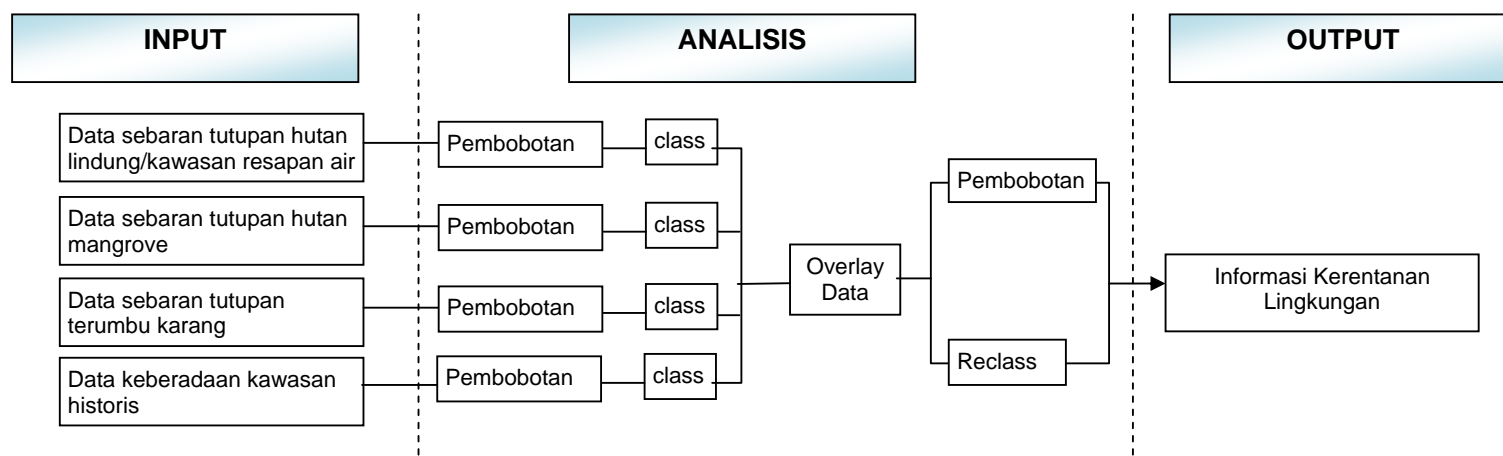 INPUT
ANALISIS
OUTPUT
Data sebaran tutupan hutan
lindung/kawasan resapan air
Pembobotan
class
Data sebaran tutupan hutan
mangrove
Pembobotan
class
Data sebaran tutupan
terumbu karang
Pembobotan
class
Data keberadaan kawasan
historis
Pembobotan
class
Overlay
Data
Pembobotan
Reclass
Informasi Kerentanan
Lingkungan